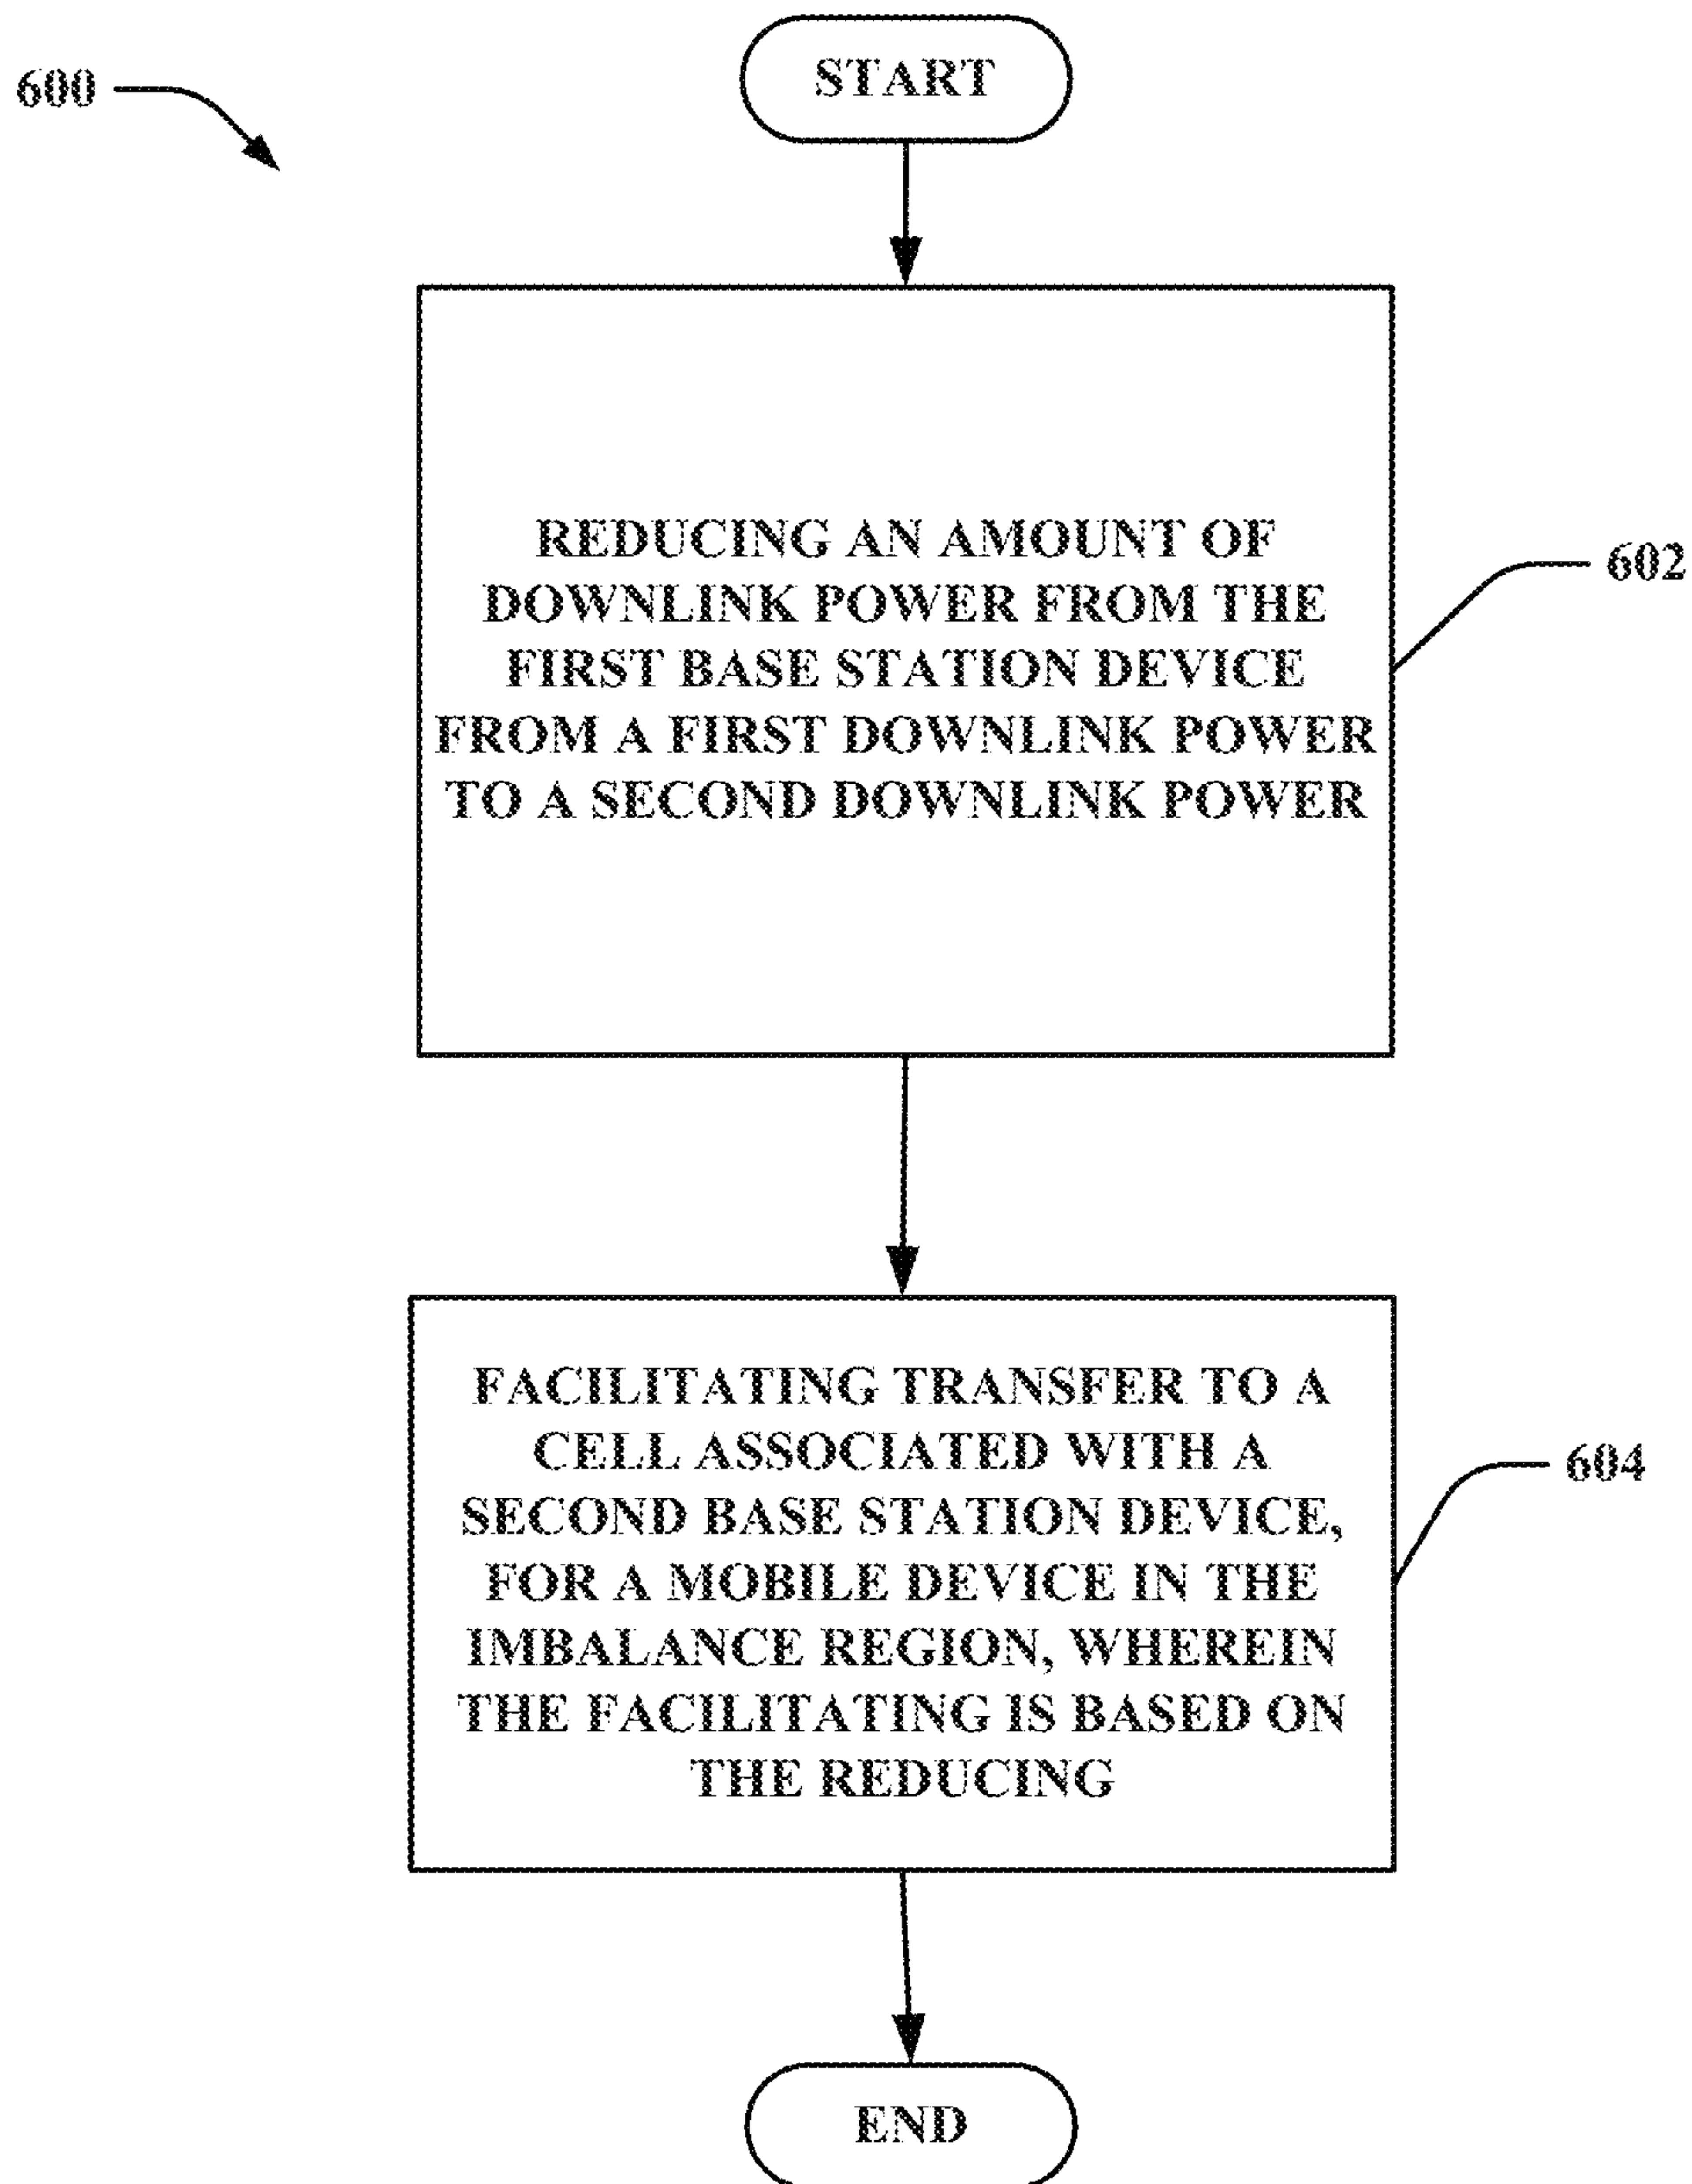 600
START
REDUCING AN AMOUNT OF
DOWNLINK POWER FROM THE
FIRST BASE STATION DEVICE
FROM A FIRST DOWNLINK POWER
TO A SECOND DOWNLINK POWER
602
FACILITATING TRANSFER TO A
CELL ASSOCIATED WITH A
SECOND BASE STATION DEVICE,
FOR A MOBILE DEVICE IN THE
IMBALANCE REGION, WHEREIN
THE FACILITATING IS BASED ON
THE REDUCING
604
END